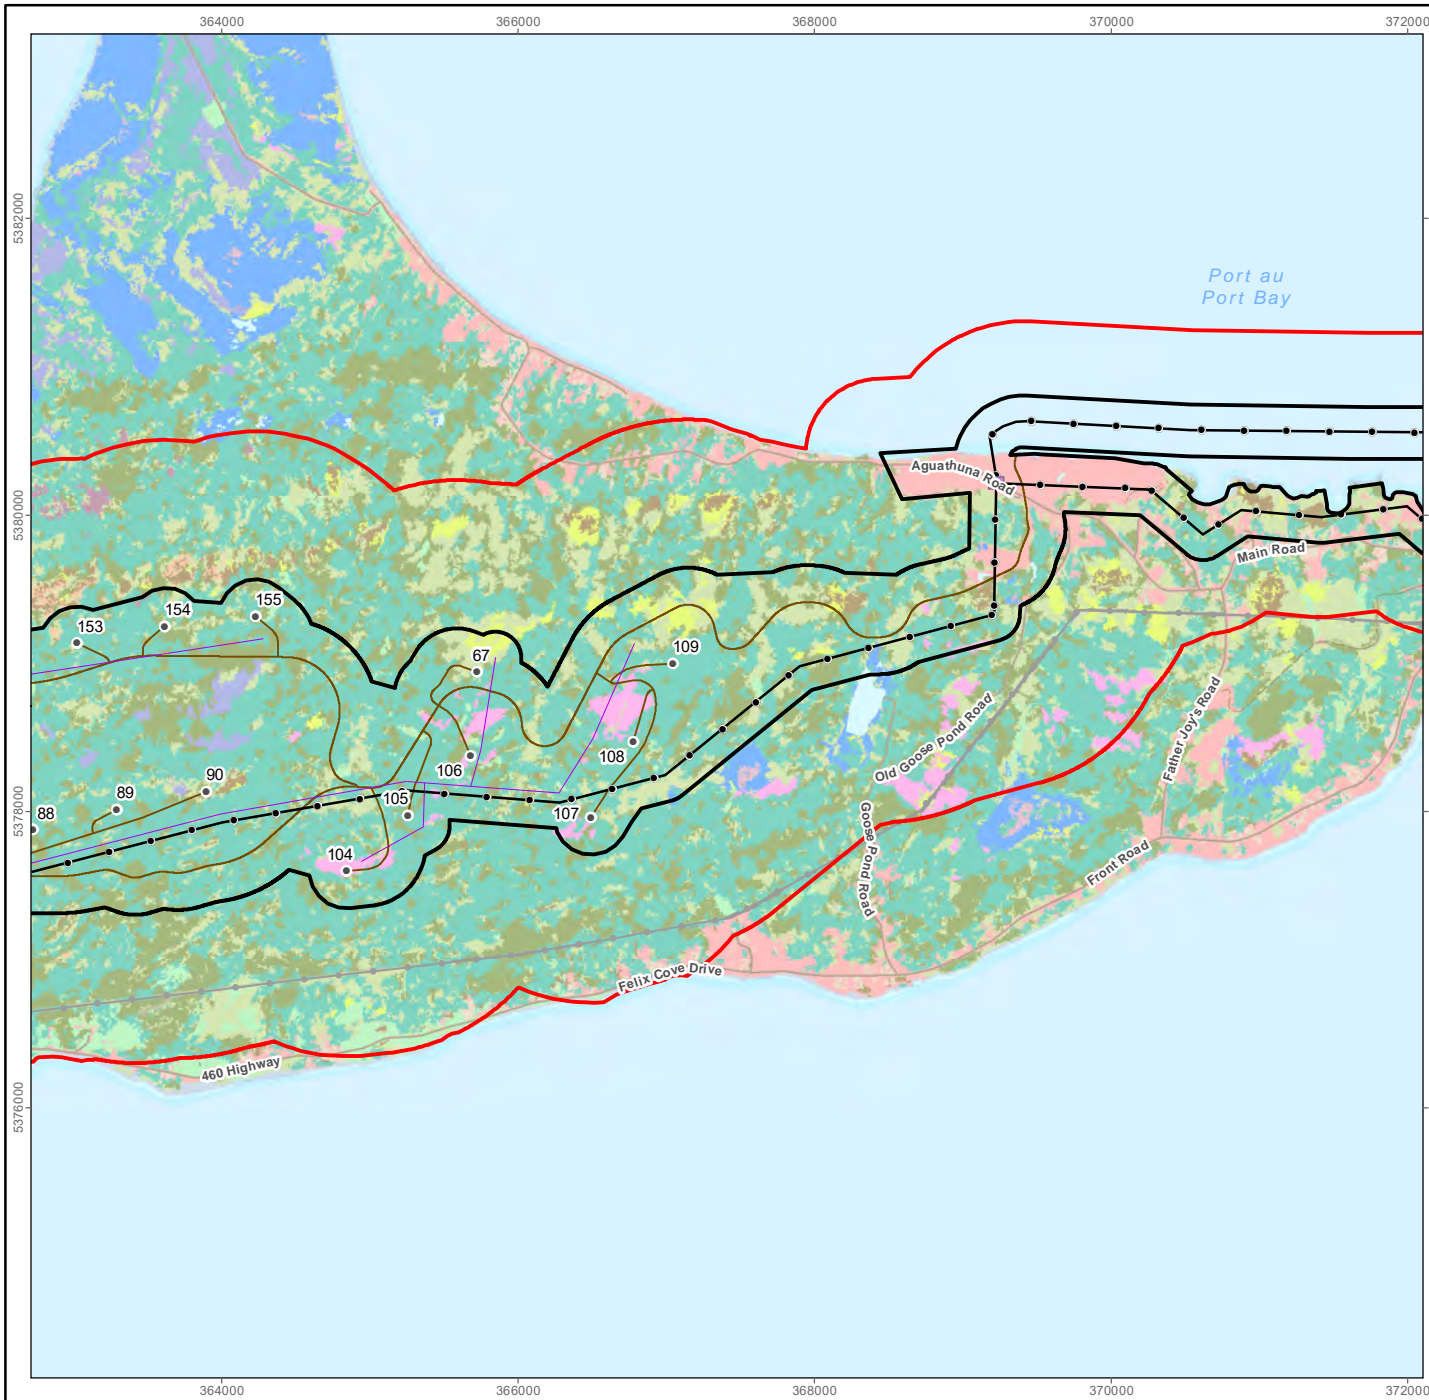 364000
366000
368000
370000
372000
5382000
5380000
5378000
5376000
Port au
Port Bay
Aguathuna Road
Main Road
153
154
155
67
109
106
108
90
89
88
105
107
104
Old Goose Pond Road
Father Joy's Road
Goose Pond Road
Front Road
Felix Cove Drive
460 Highway
364000
366000
368000
370000
372000